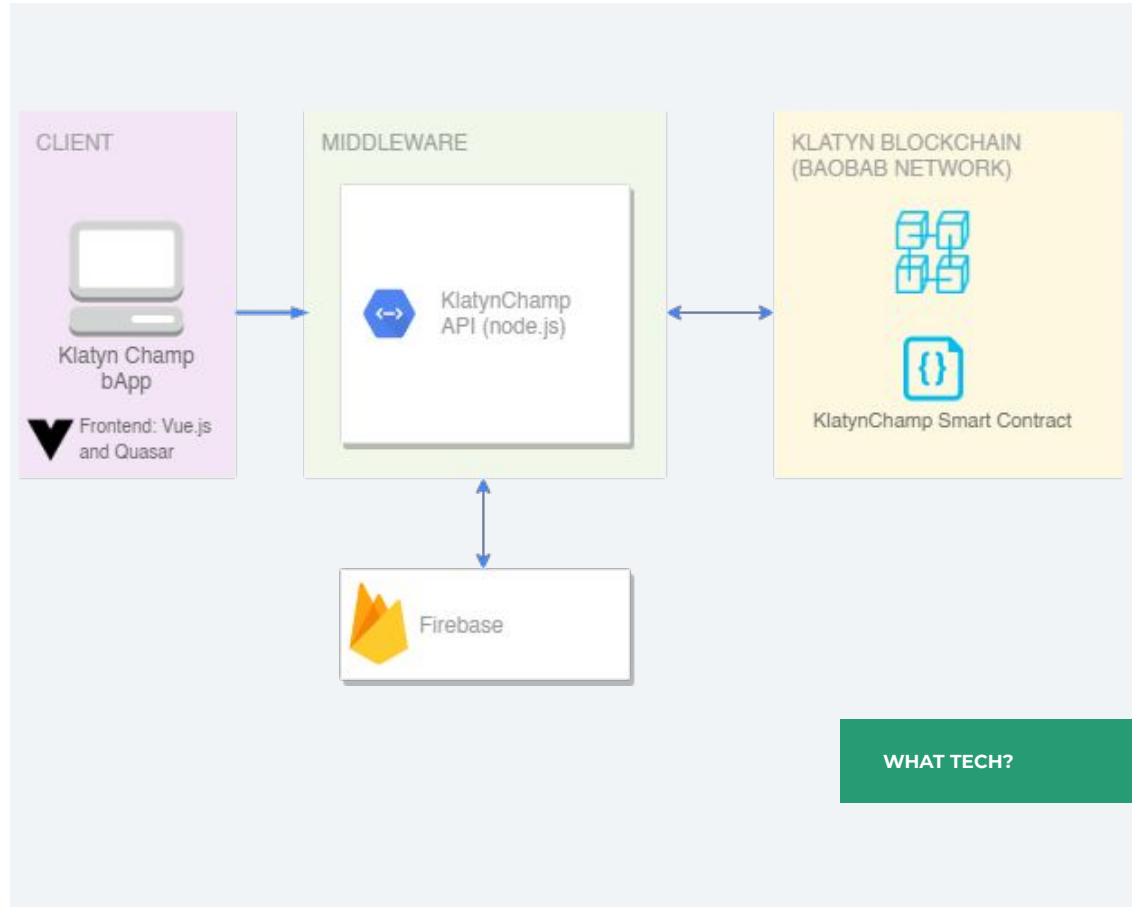 CLIENT
Klatyn Champ
bApp
Frontend: Vue.js
and Quasar
MIDDLEWARE
KlatynChamp
API (node.js)
KLATYN BLOCKCHAIN
(BAOBAB NETWORK)
{}
KlatynChamp Smart Contract
Firebase
WHAT TECH?